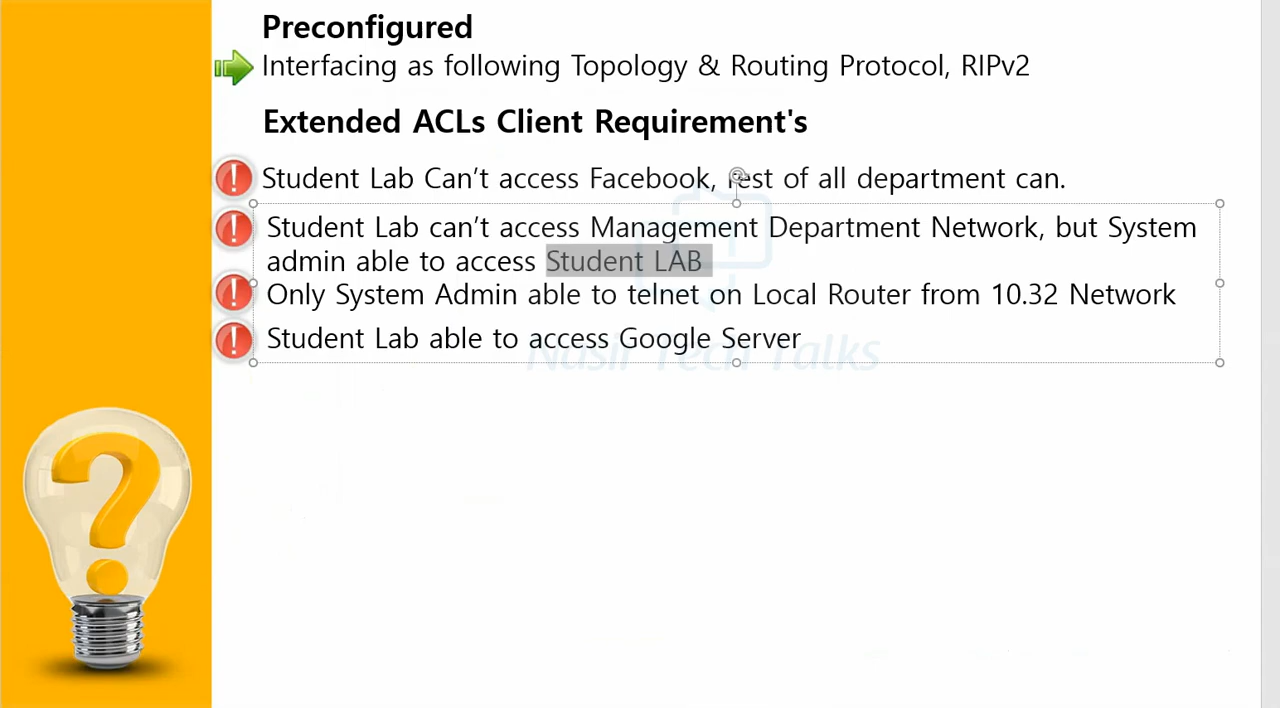 Preconfigured
Interfacing as following Topology & Routing Protocol, RIPv2
Extended ACLs Client Requirement's
Student Lab Can’t access Facebook, rest of all department can.
Student Lab can’t access Management Department Network, but System
admin able to access Student LAB
Only System Admin able to telnet on Local Router from 10.32 Network
Student Lab able to access Google Server
Nasir Tech Talks